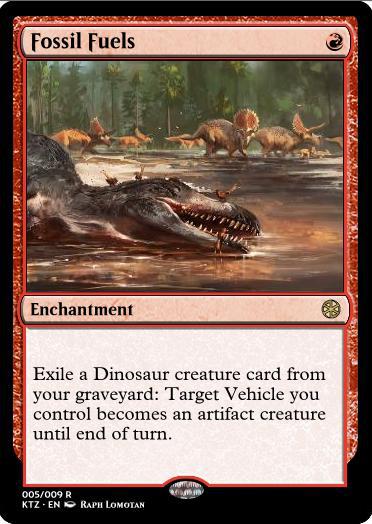 Fossil Fuels
Enchantment
Exile a Dinosaur creature card from
your graveyard: Target Vehicle you
control becomes an artifact creature
until end of turn.
005/009 R
KTZ • EN Raph Lomotan